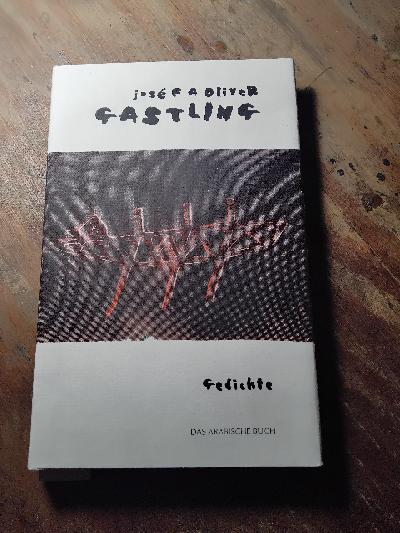 José F A Oliver
GASTLING
Gedichte
DAS ARABISCHE BUCH